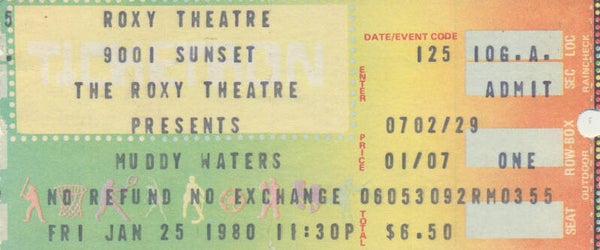 5 ROXY THEATRE
DATE/EVENT CODE
9001 SUNSET 125 10G.A.
TICKETRON
THE ROXY THEATRE ADMIT
ENTER
PRESENTS 0702/29
PRICE
MUDDY WATERS 01/07 ONE
NO REFUND NO EXCHANGE 06053092RM0355
TOTAL
FRI JAN 25 1980 11:30P $6.50
SEC LOC
ROW-BOX
SEAT
RAINCHECK
OUTDOOR